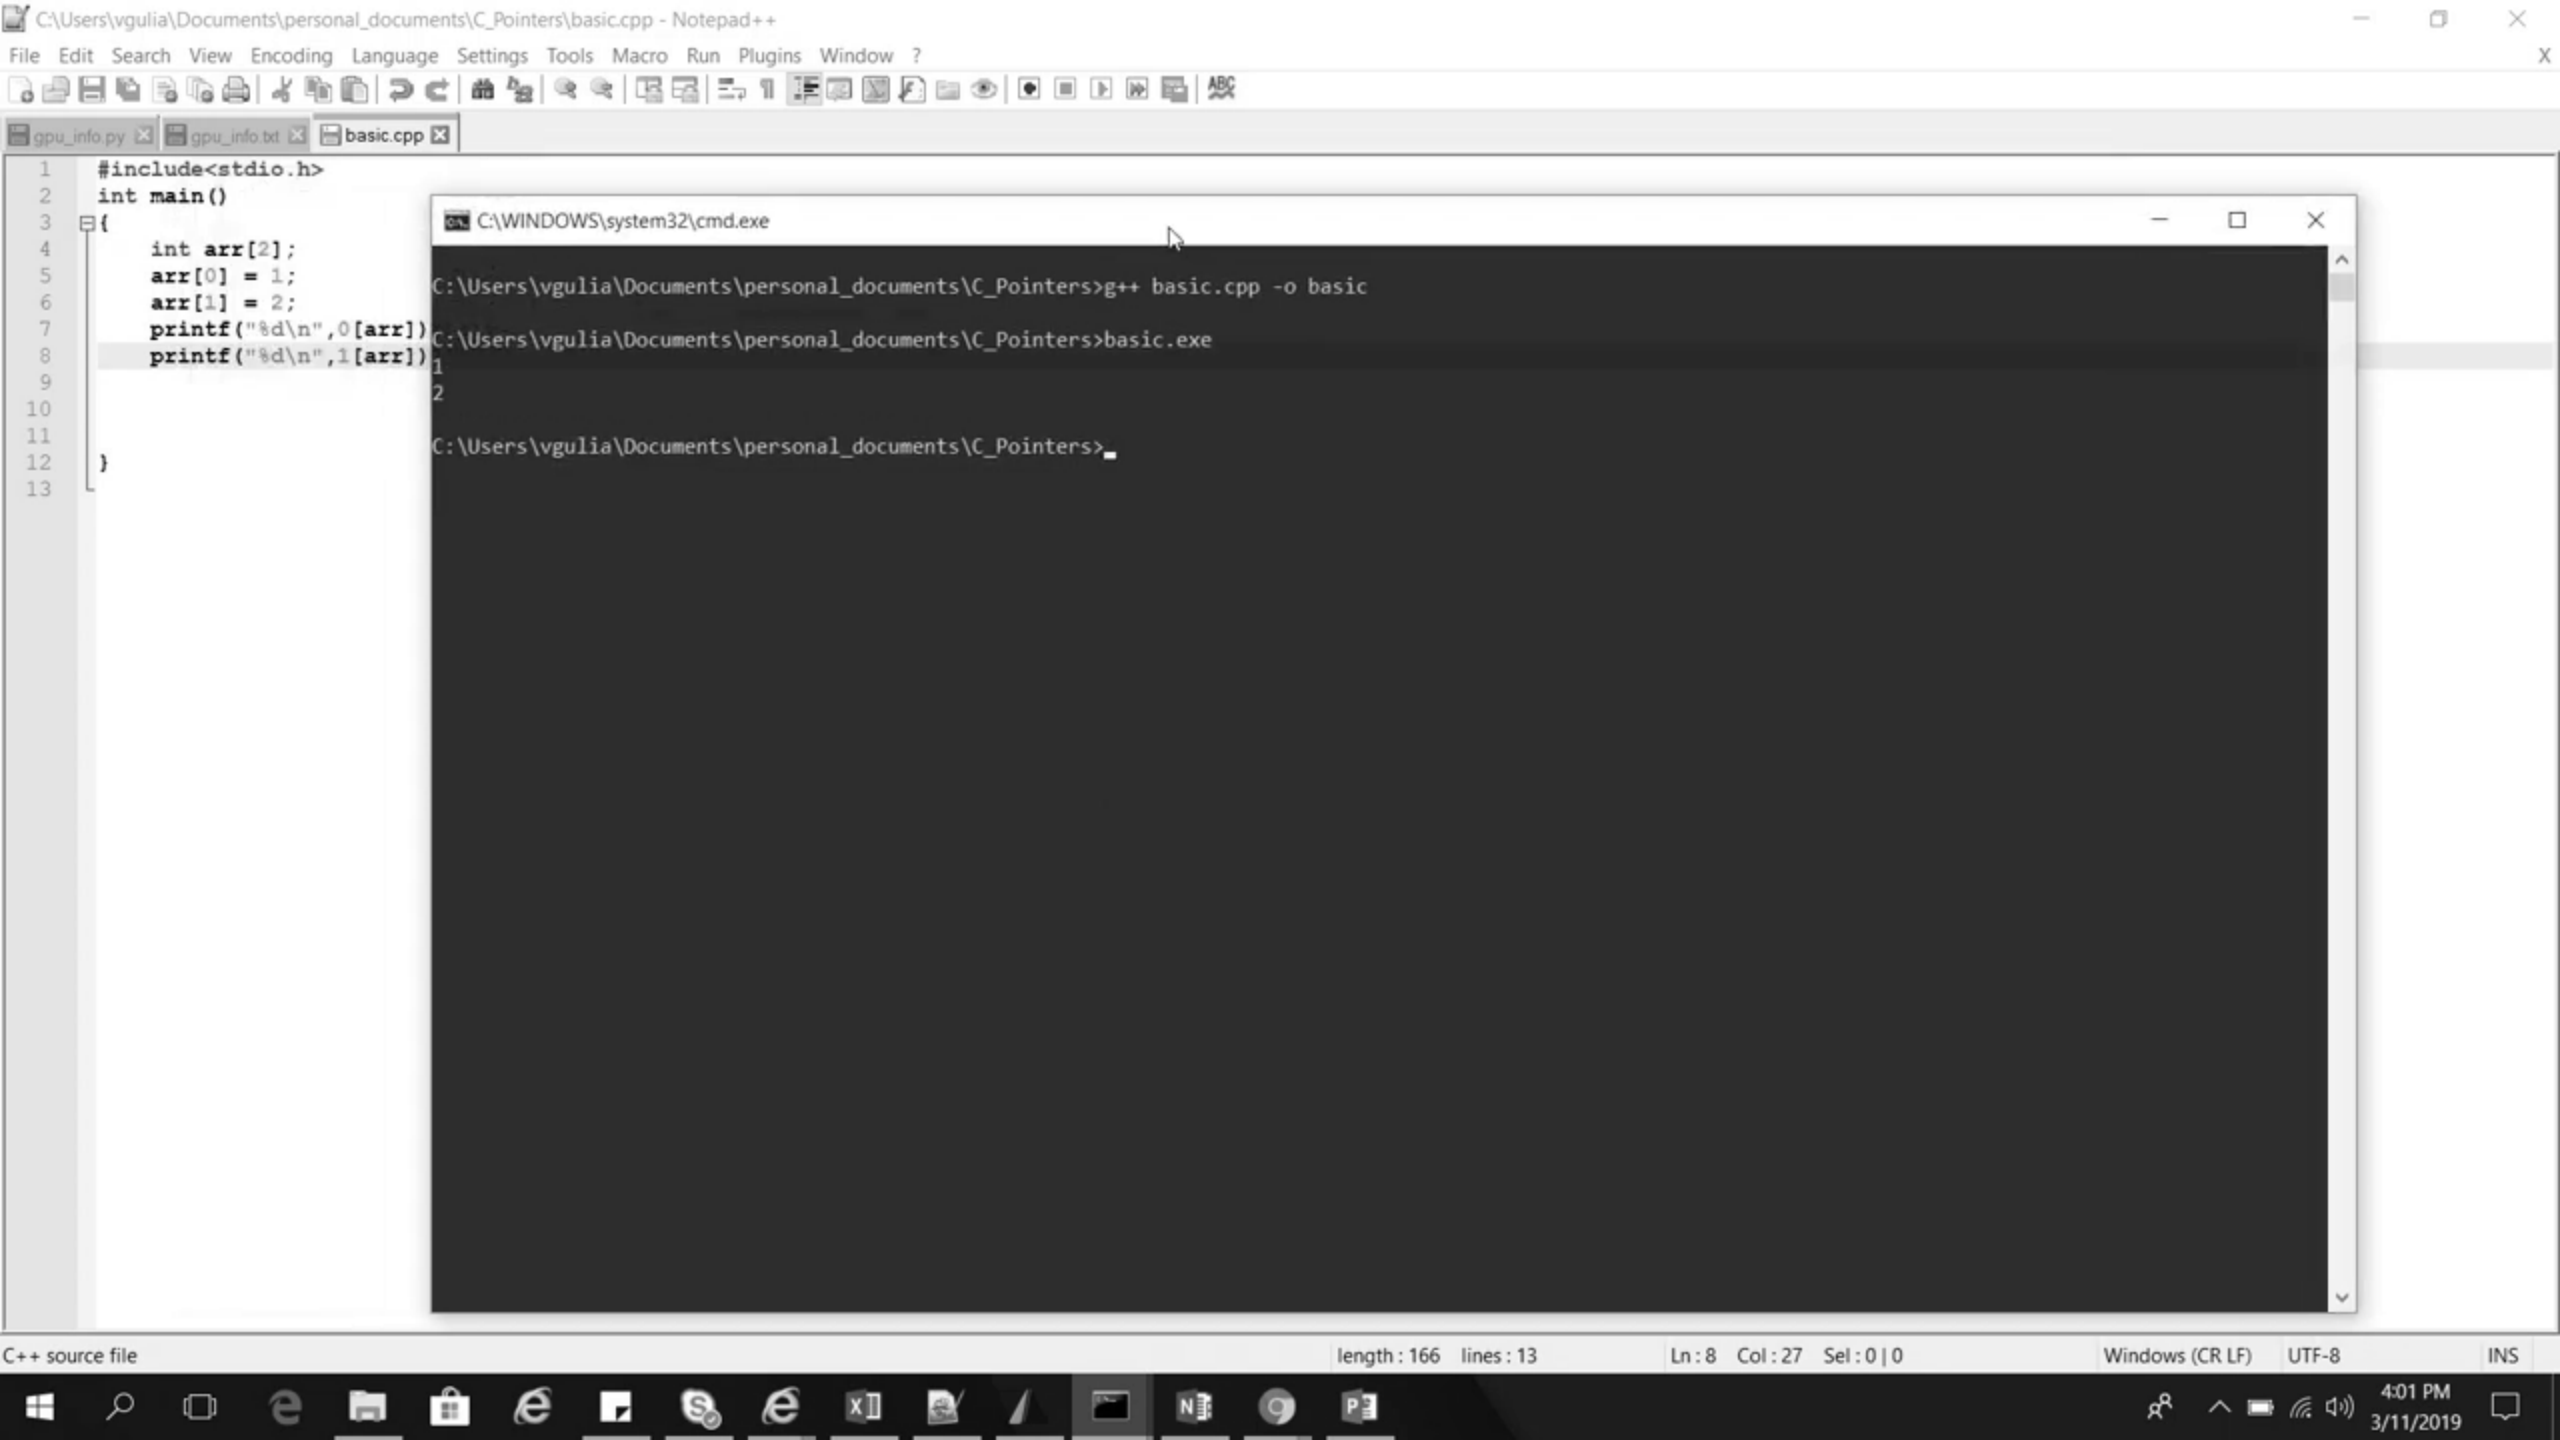 C:\Users\vgulia\Documents\personal_documents\C_Pointers\basic.cpp - Notepad++
File Edit Search View Encoding Language Settings Tools Macro Run Plugins Window ? X
ABC
gpu_info.py gpu_info.txt basic.cpp
1 #include<stdio.h>
2 int main()
3 {
4 int arr[2];
5 arr[0] = 1;
6 arr[1] = 2;
7 printf("%d\n",0[arr])
8 printf("%d\n",1[arr])
9
10
11
12 }
13
C:\WINDOWS\system32\cmd.exe
C:\Users\vgulia\Documents\personal_documents\C_Pointers>g++ basic.cpp -o basic
C:\Users\vgulia\Documents\personal_documents\C_Pointers>basic.exe
1
2
C:\Users\vgulia\Documents\personal_documents\C_Pointers>
C++ source file length : 166 lines : 13 Ln : 8 Col : 27 Sel : 0 | 0 Windows (CR LF) UTF-8 INS
4:01 PM
3/11/2019